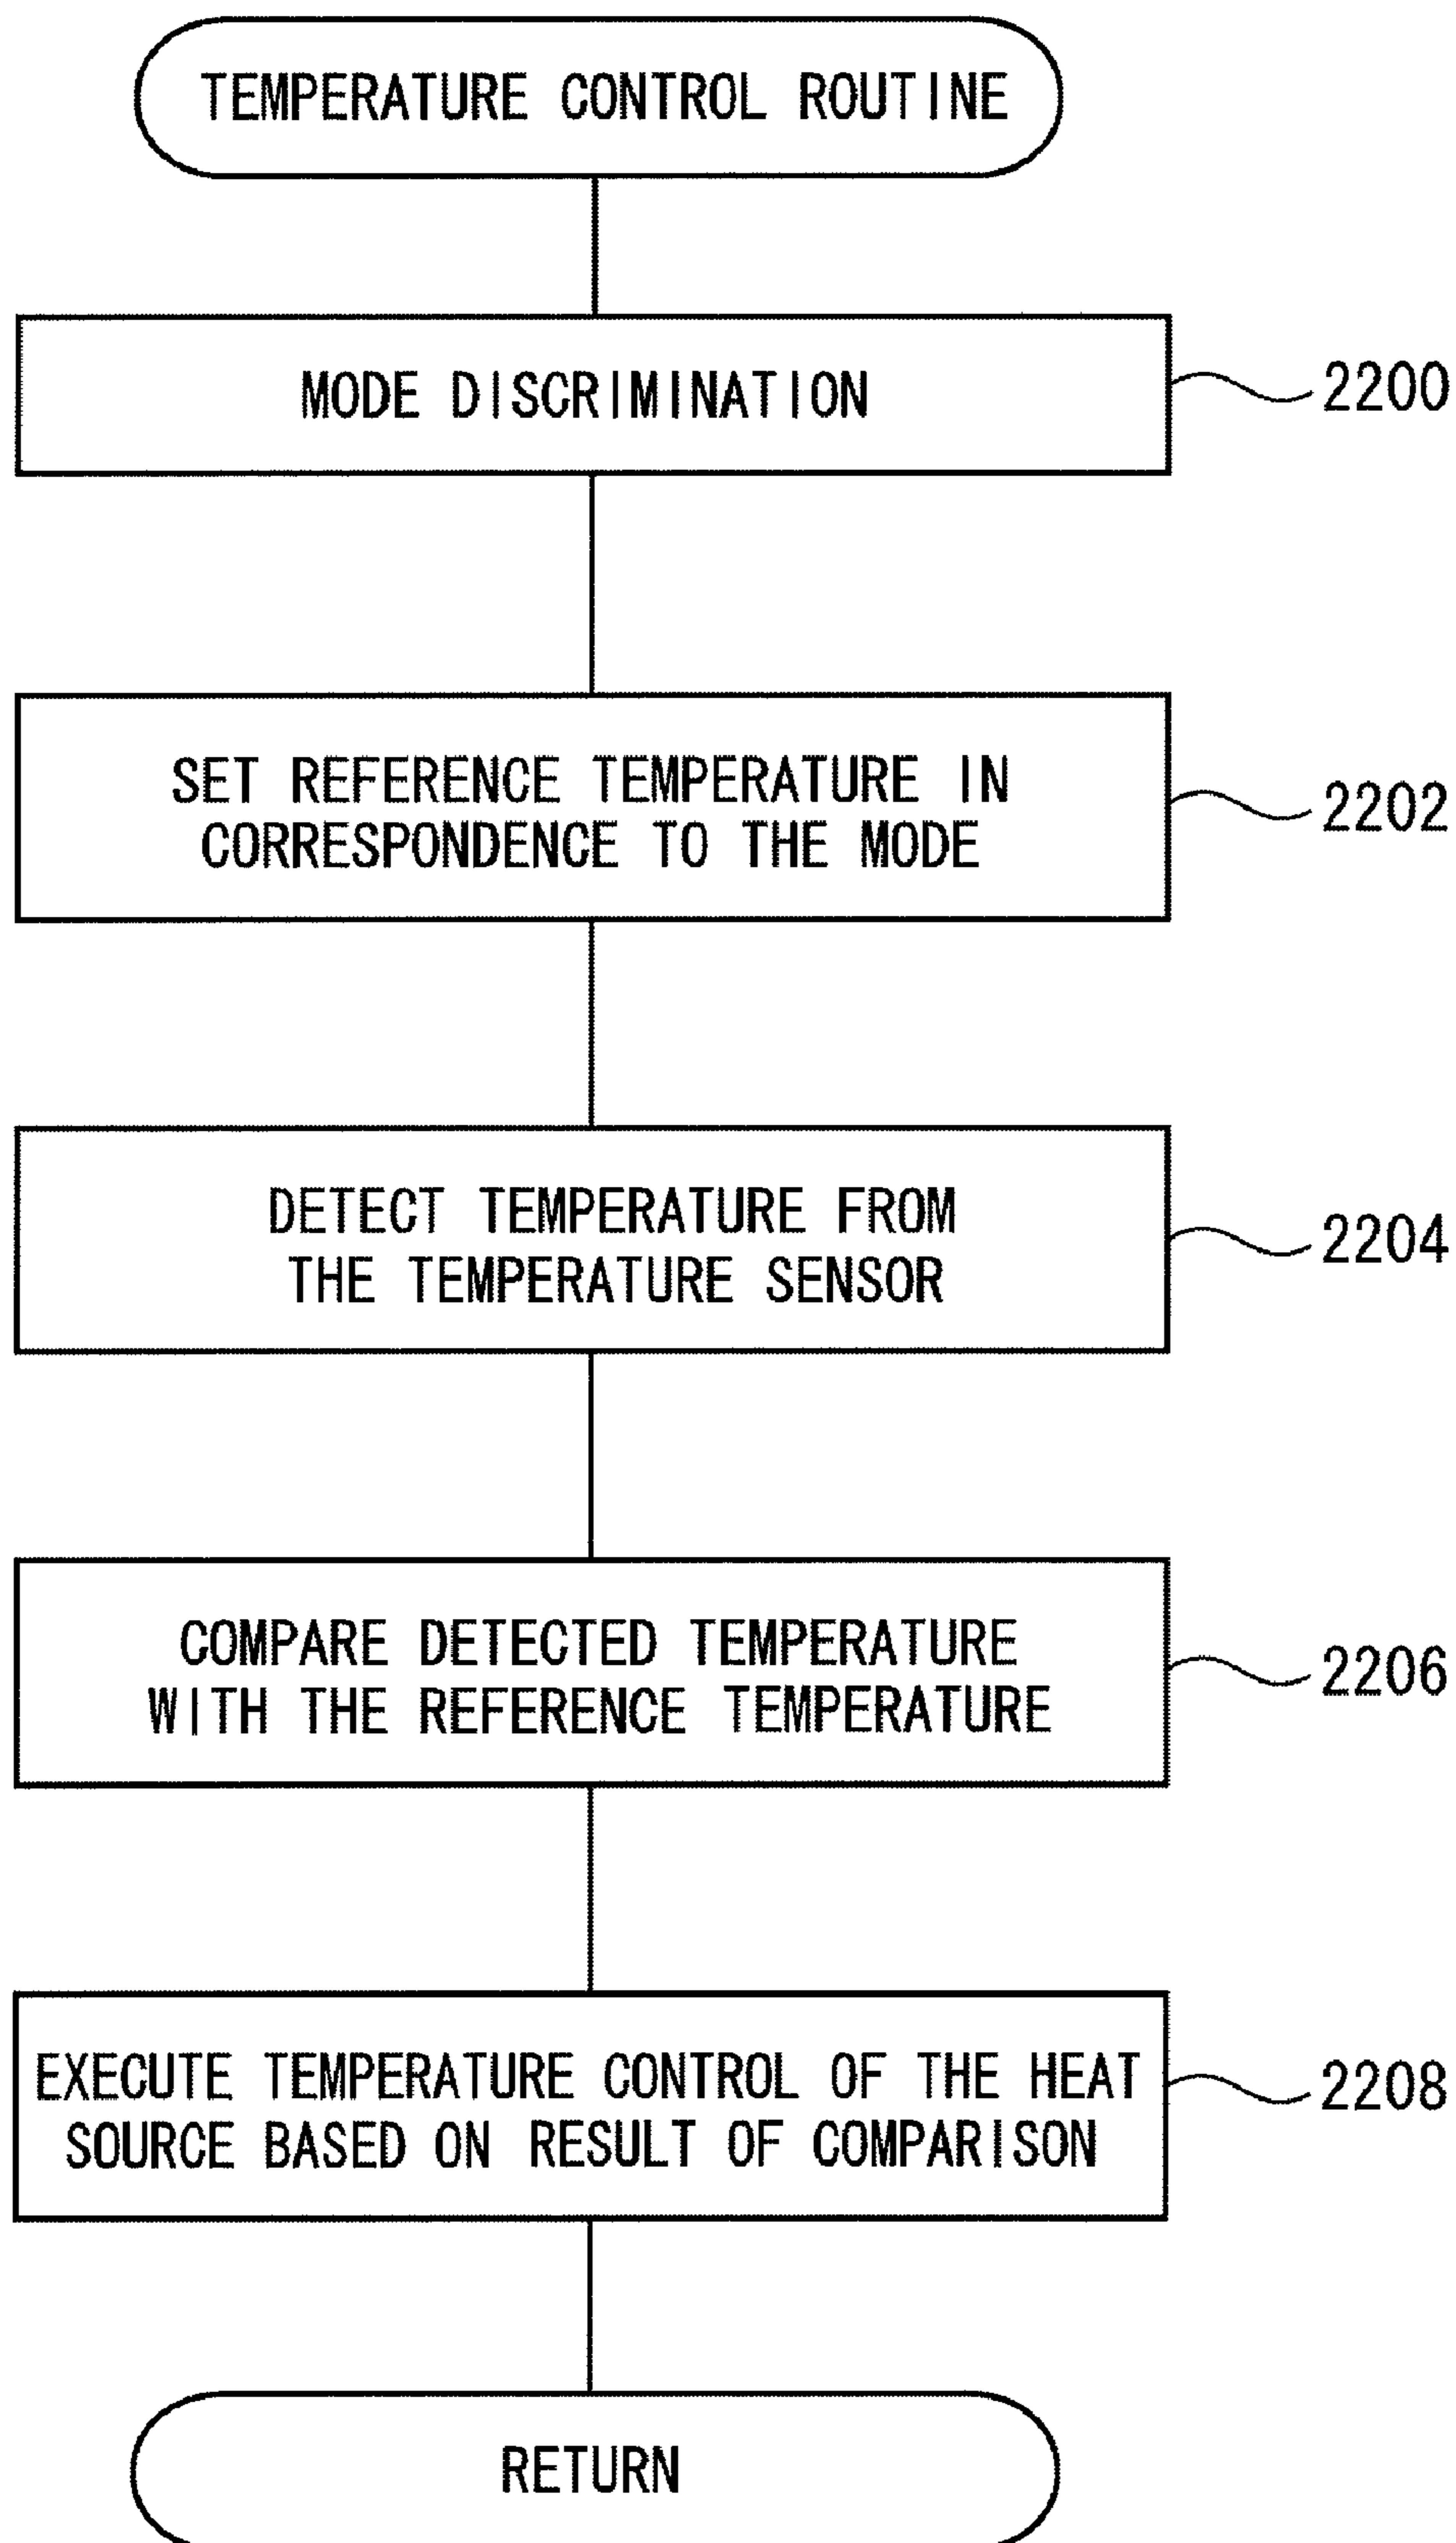 TEMPERATURE CONTROL ROUTINE
MODE DISCRIMINATION
2200
SET REFERENCE TEMPERATURE IN
CORRESPONDENCE TO THE MODE
2202
DETECT TEMPERATURE FROM
THE TEMPERATURE SENSOR
2204
COMPARE DETECTED TEMPERATURE
WITH THE REFERENCE TEMPERATURE
2206
EXECUTE TEMPERATURE CONTROL OF THE HEAT
SOURCE BASED ON RESULT OF COMPARISON
2208
RETURN